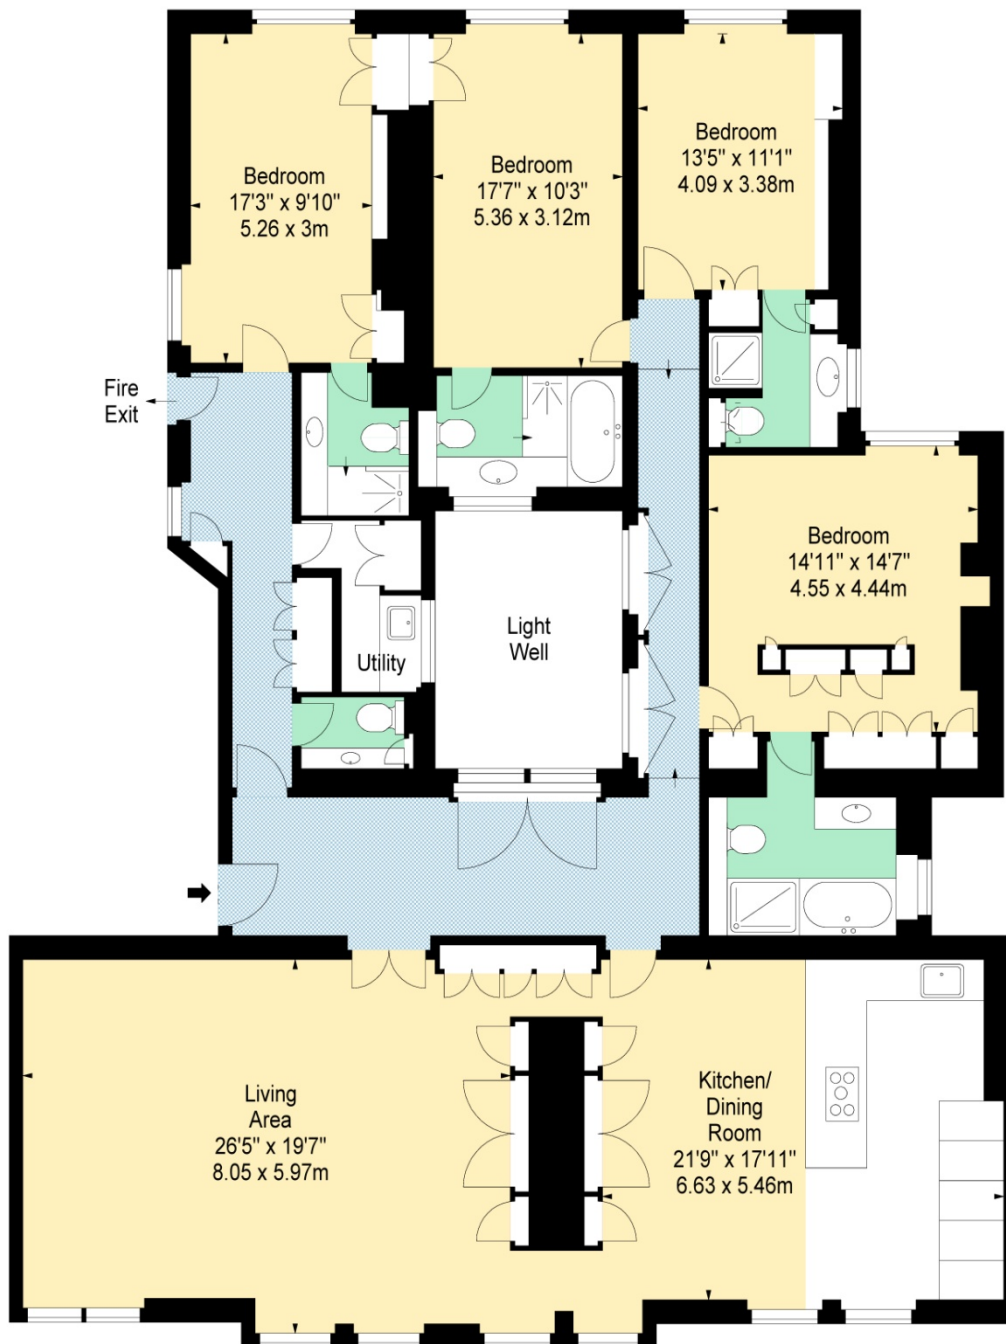 Bedroom
17'3" x 9'10"
5.26 x 3m
Bedroom
17'7" x 10'3"
5.36 x 3.12m
Bedroom
13'5" x 11'1"
4.09 x 3.38m
Fire
Exit
Bedroom
14'11" x 14'7"
4.55 x 4.44m
Light
Well
Utility
Living
Area
26'5" x 19'7"
8.05 x 5.97m
Kitchen/
Dining
Room
21'9" x 17'11"
6.63 x 5.46m